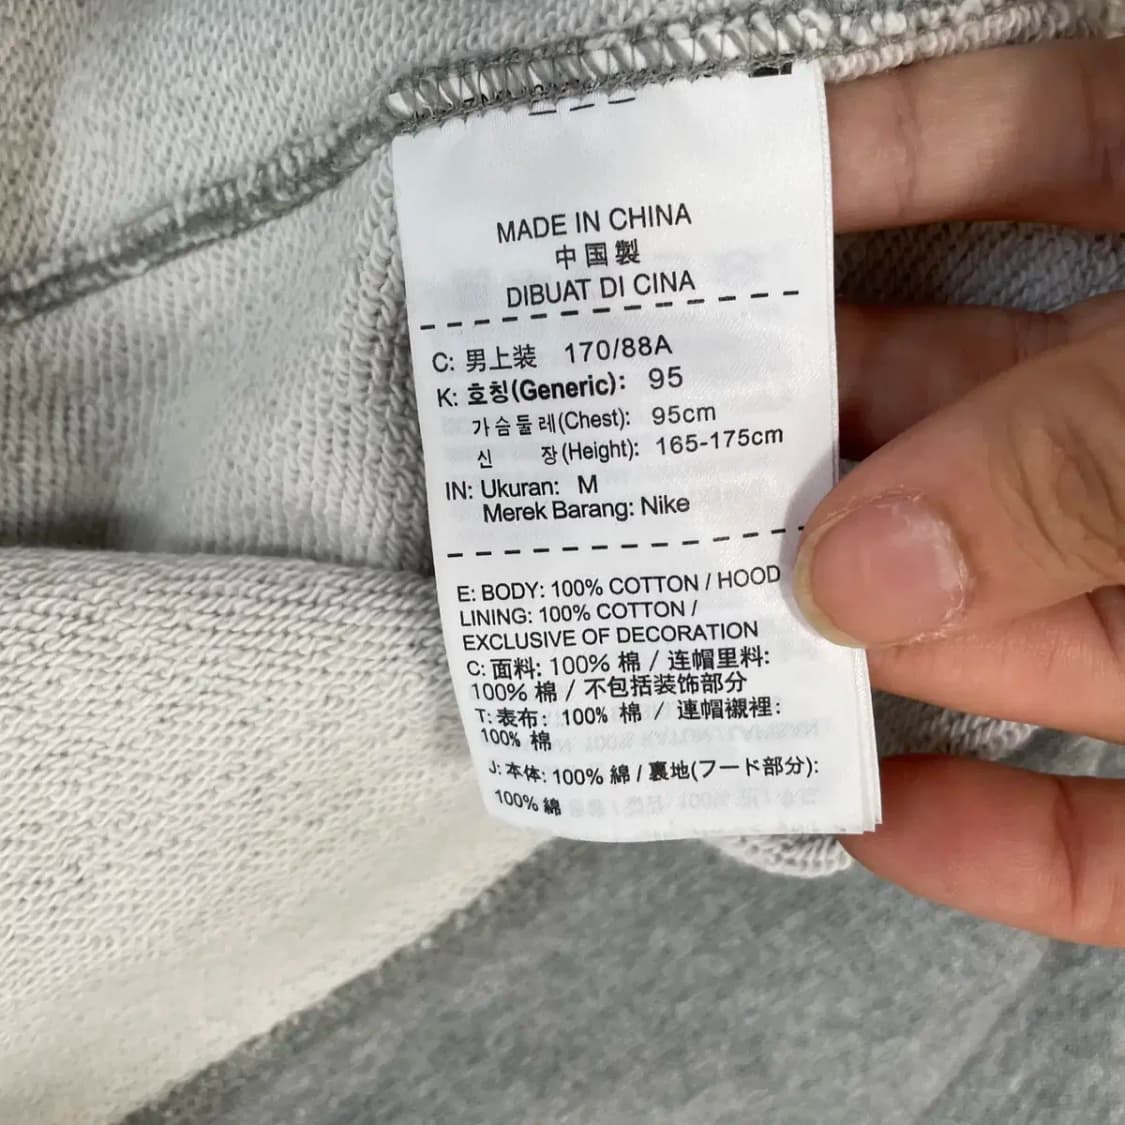 MADE IN CHINA
中国製
DIBUAT DI CINA
C: 男上装 170/88A
K: 호칭(Generic): 95
가슴둘레(Chest): 95cm
신 장(Height): 165-175cm
IN: Ukuran: M
Merek Barang: Nike
E: BODY: 100% COTTON / HOOD
LINING: 100% COTTON /
EXCLUSIVE OF DECORATION
C: 面料: 100% 棉 / 连帽里料:
100% 棉 / 不包括装饰部分
T: 表布: 100% 棉 / 連帽襯裡:
100% 棉
J: 本体: 100% 綿 / 裏地(フード部分):
100% 綿